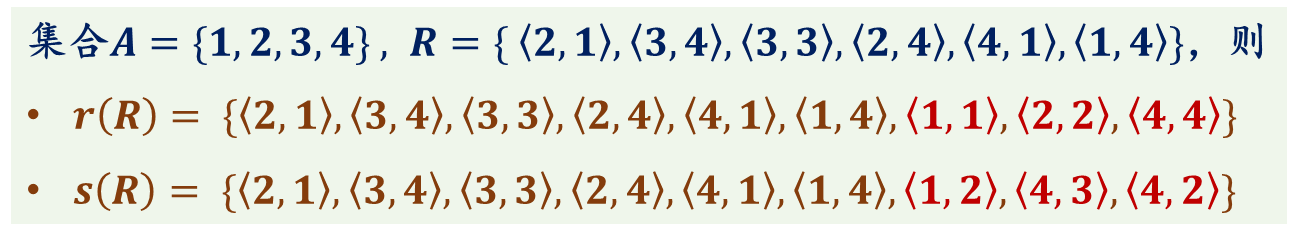 集合A = {1, 2, 3, 4} , R = { ⟨2, 1⟩, ⟨3, 4⟩, ⟨3, 3⟩, ⟨2, 4⟩, ⟨4, 1⟩, ⟨1, 4⟩}，则
• r(R) = {⟨2, 1⟩, ⟨3, 4⟩, ⟨3, 3⟩, ⟨2, 4⟩, ⟨4, 1⟩, ⟨1, 4⟩, ⟨1, 1⟩, ⟨2, 2⟩, ⟨4, 4⟩}
• s(R) = {⟨2, 1⟩, ⟨3, 4⟩, ⟨3, 3⟩, ⟨2, 4⟩, ⟨4, 1⟩, ⟨1, 4⟩, ⟨1, 2⟩, ⟨4, 3⟩, ⟨4, 2⟩}